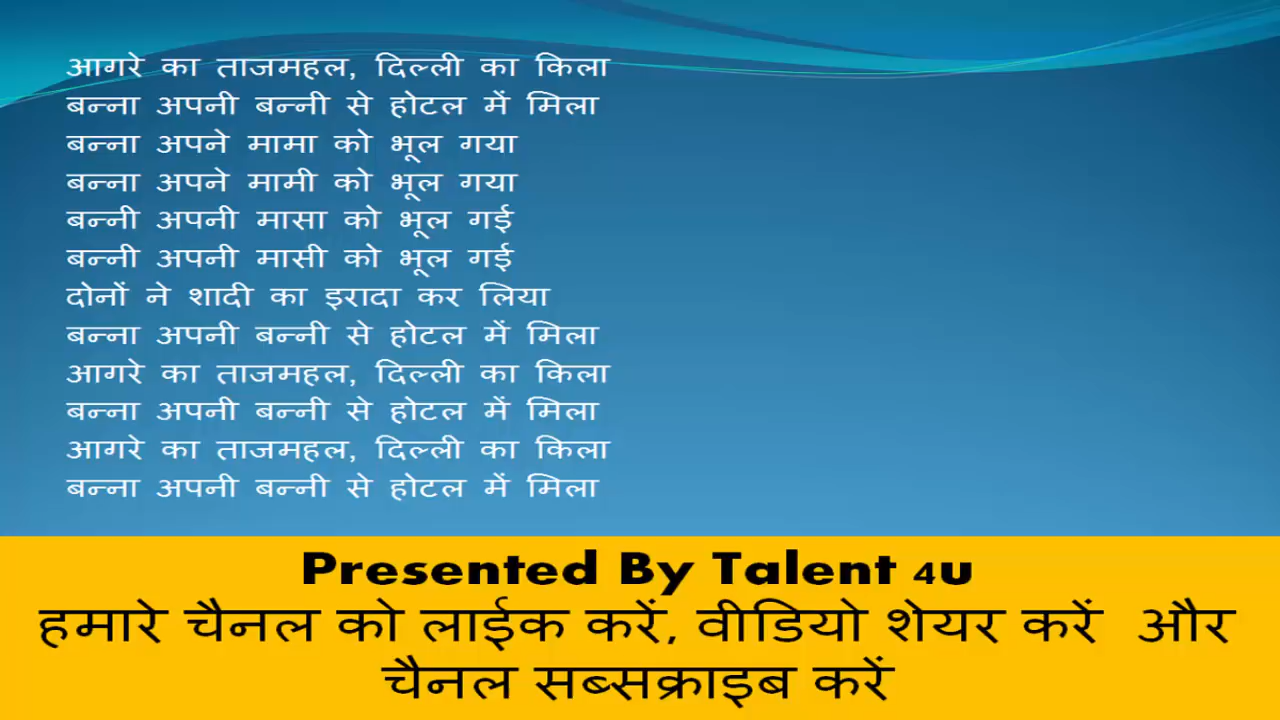 आगरे का ताजमहल, दिल्ली का किला
बन्ना अपनी बन्नी से होटल में मिला
बन्ना अपने मामा को भूल गया
बन्ना अपने मामी को भूल गया
बन्नी अपनी मासा को भूल गई
बन्नी अपनी मासी को भूल गई
दोनों ने शादी का इरादा कर लिया
बन्ना अपनी बन्नी से होटल में मिला
आगरे का ताजमहल, दिल्ली का किला
बन्ना अपनी बन्नी से होटल में मिला
आगरे का ताजमहल, दिल्ली का किला
बन्ना अपनी बन्नी से होटल में मिला
Presented By Talent 4u
हमारे चैनल को लाईक करें, वीडियो शेयर करें और
चैनल सब्सक्राइब करें